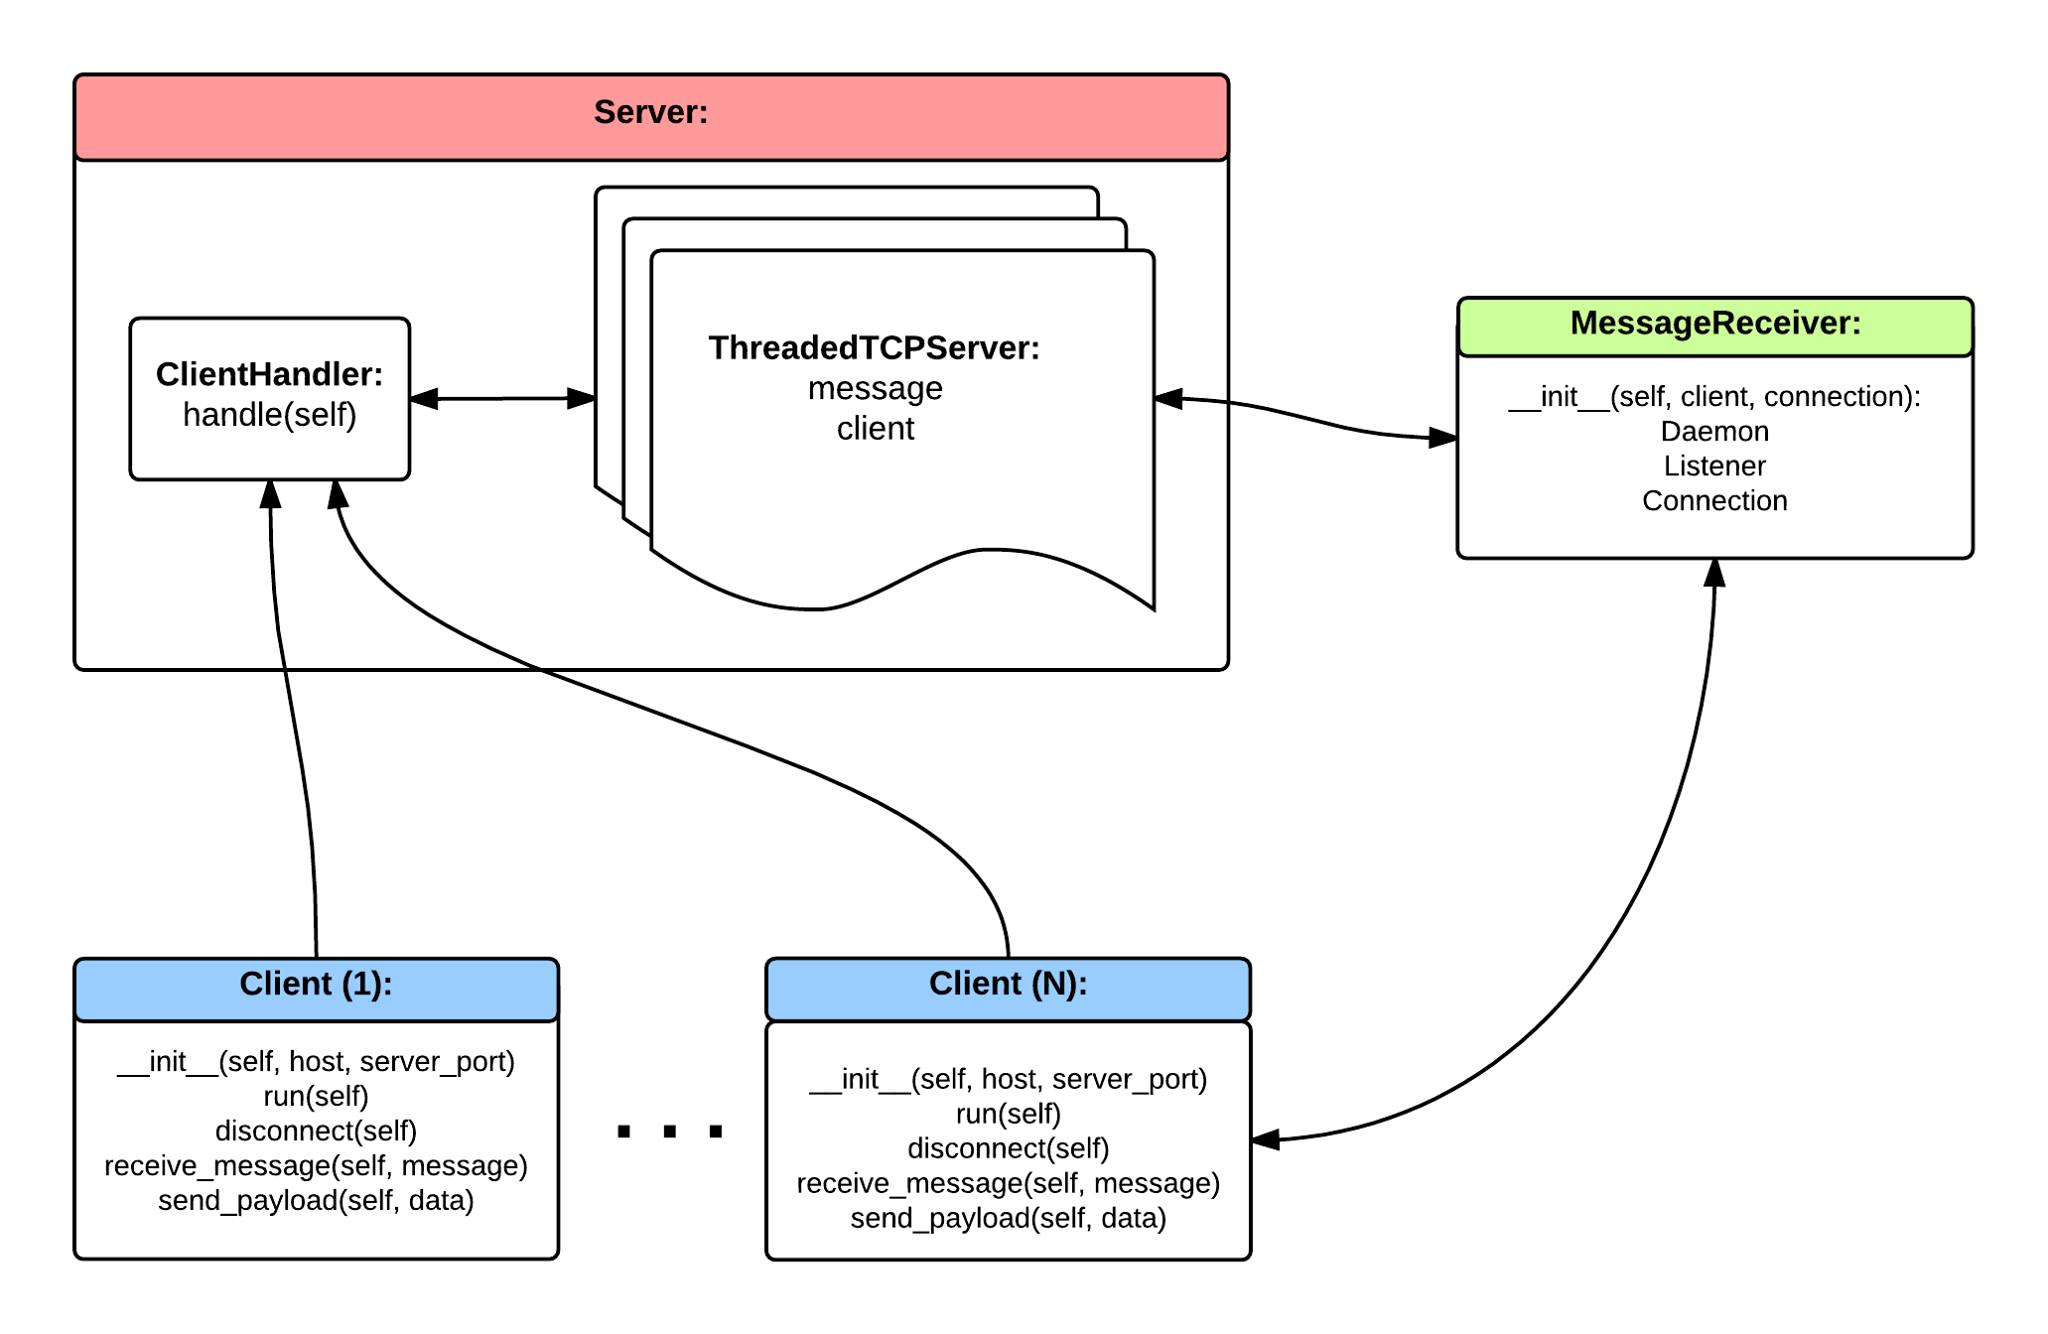 Server:
ClientHandler:
handle(self)
ThreadedTCPServer:
message
client
MessageReceiver:
__init__(self, client, connection):
Daemon
Listener
Connection
Client (1):
__init__(self, host, server_port)
run(self)
disconnect(self)
receive_message(self, message)
send_payload(self, data)
. . .
Client (N):
__init__(self, host, server_port)
run(self)
disconnect(self)
receive_message(self, message)
send_payload(self, data)